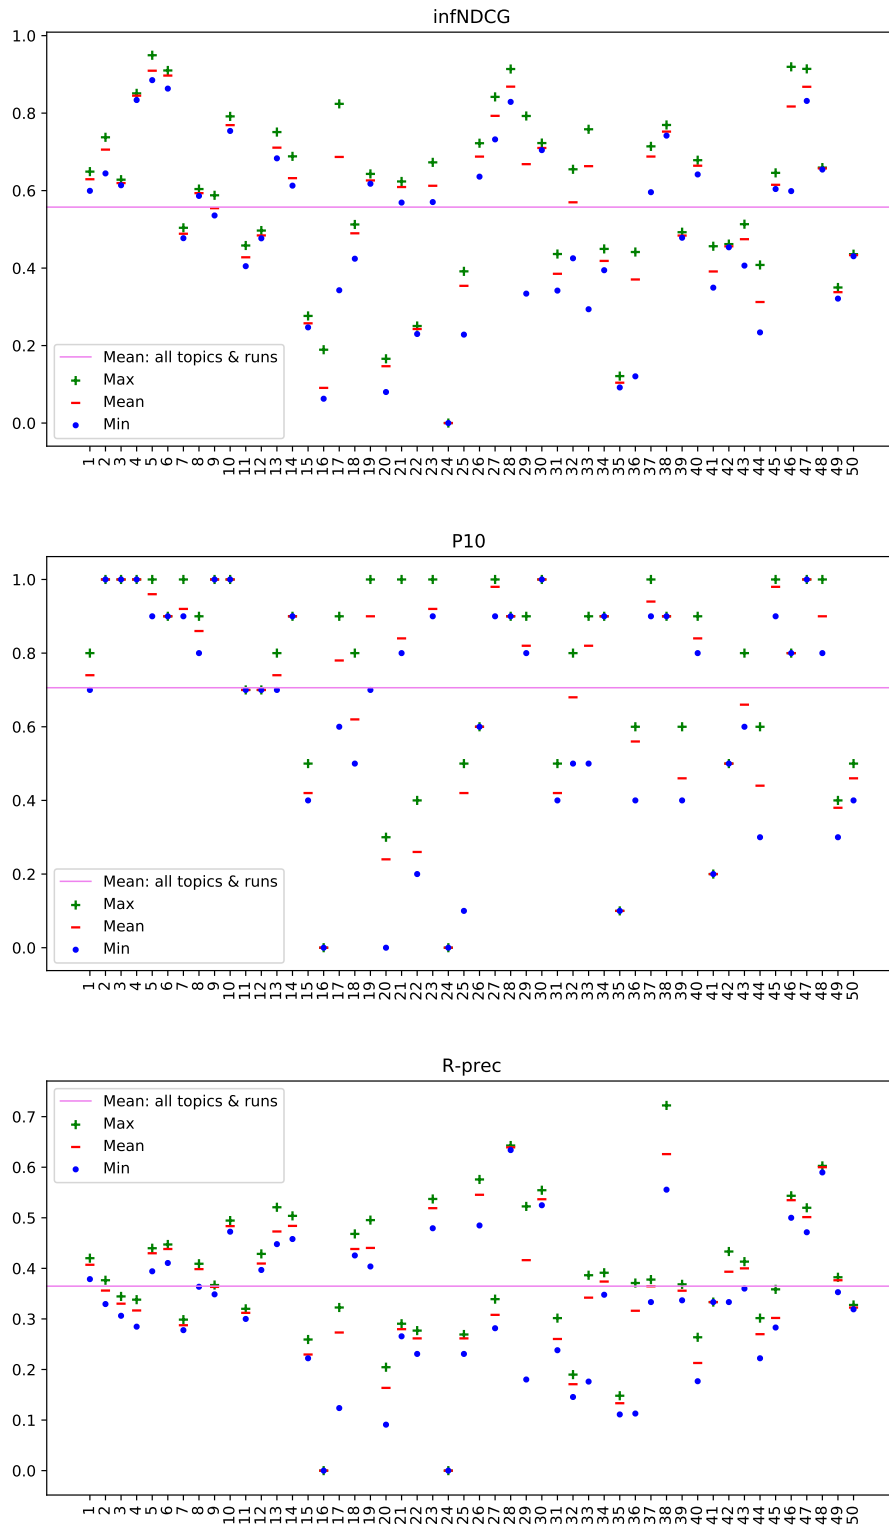 infNDCG
1.0
0.8
0.6
0.4
0.2
0.0
Mean: all topics & runs
Max
Mean
Min
1 2 3 4 5 6 7 8 9 10 11 12 13 14 15 16 17 18 19 20 21 22 23 24 25 26 27 28 29 30 31 32 33 34 35 36 37 38 39 40 41 42 43 44 45 46 47 48 49 50
P10
1.0
0.8
0.6
0.4
0.2
0.0
Mean: all topics & runs
Max
Mean
Min
1 2 3 4 5 6 7 8 9 10 11 12 13 14 15 16 17 18 19 20 21 22 23 24 25 26 27 28 29 30 31 32 33 34 35 36 37 38 39 40 41 42 43 44 45 46 47 48 49 50
R-prec
0.7
0.6
0.5
0.4
0.3
0.2
0.1
0.0
Mean: all topics & runs
Max
Mean
Min
1 2 3 4 5 6 7 8 9 10 11 12 13 14 15 16 17 18 19 20 21 22 23 24 25 26 27 28 29 30 31 32 33 34 35 36 37 38 39 40 41 42 43 44 45 46 47 48 49 50